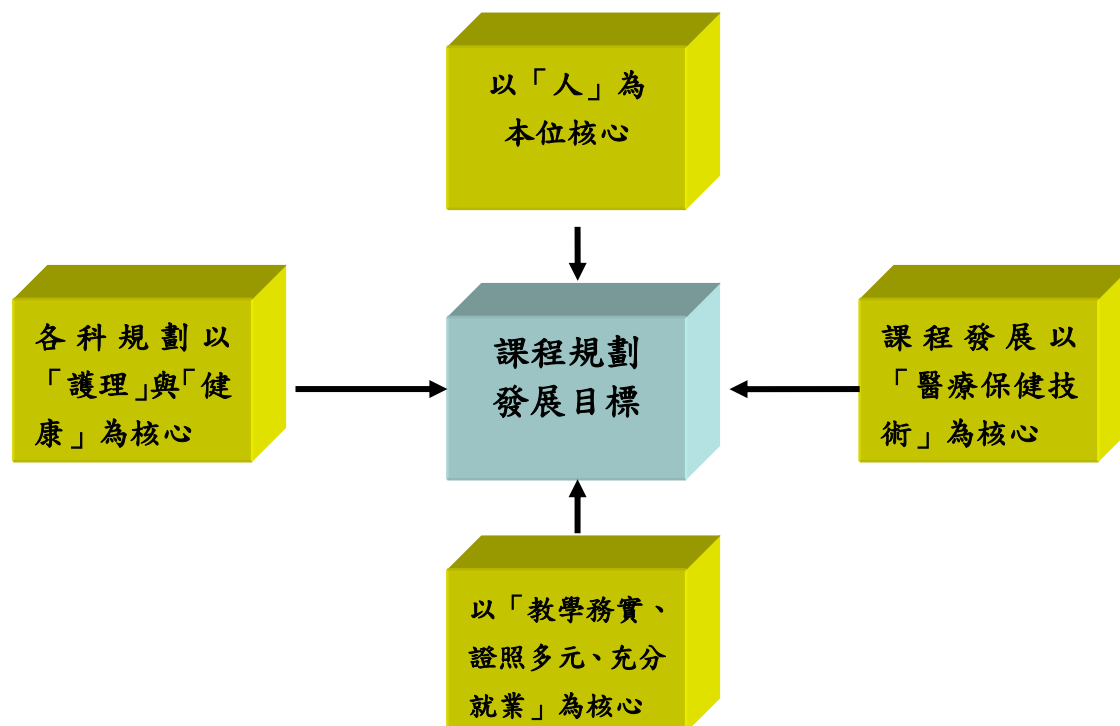 以「人」為
本位核心
各科規劃以
「護理」與「健
康」為核心
課程規劃
發展目標
課程發展以
「醫療保健技
術」為核心
以「教學務實、
證照多元、充分
就業」為核心